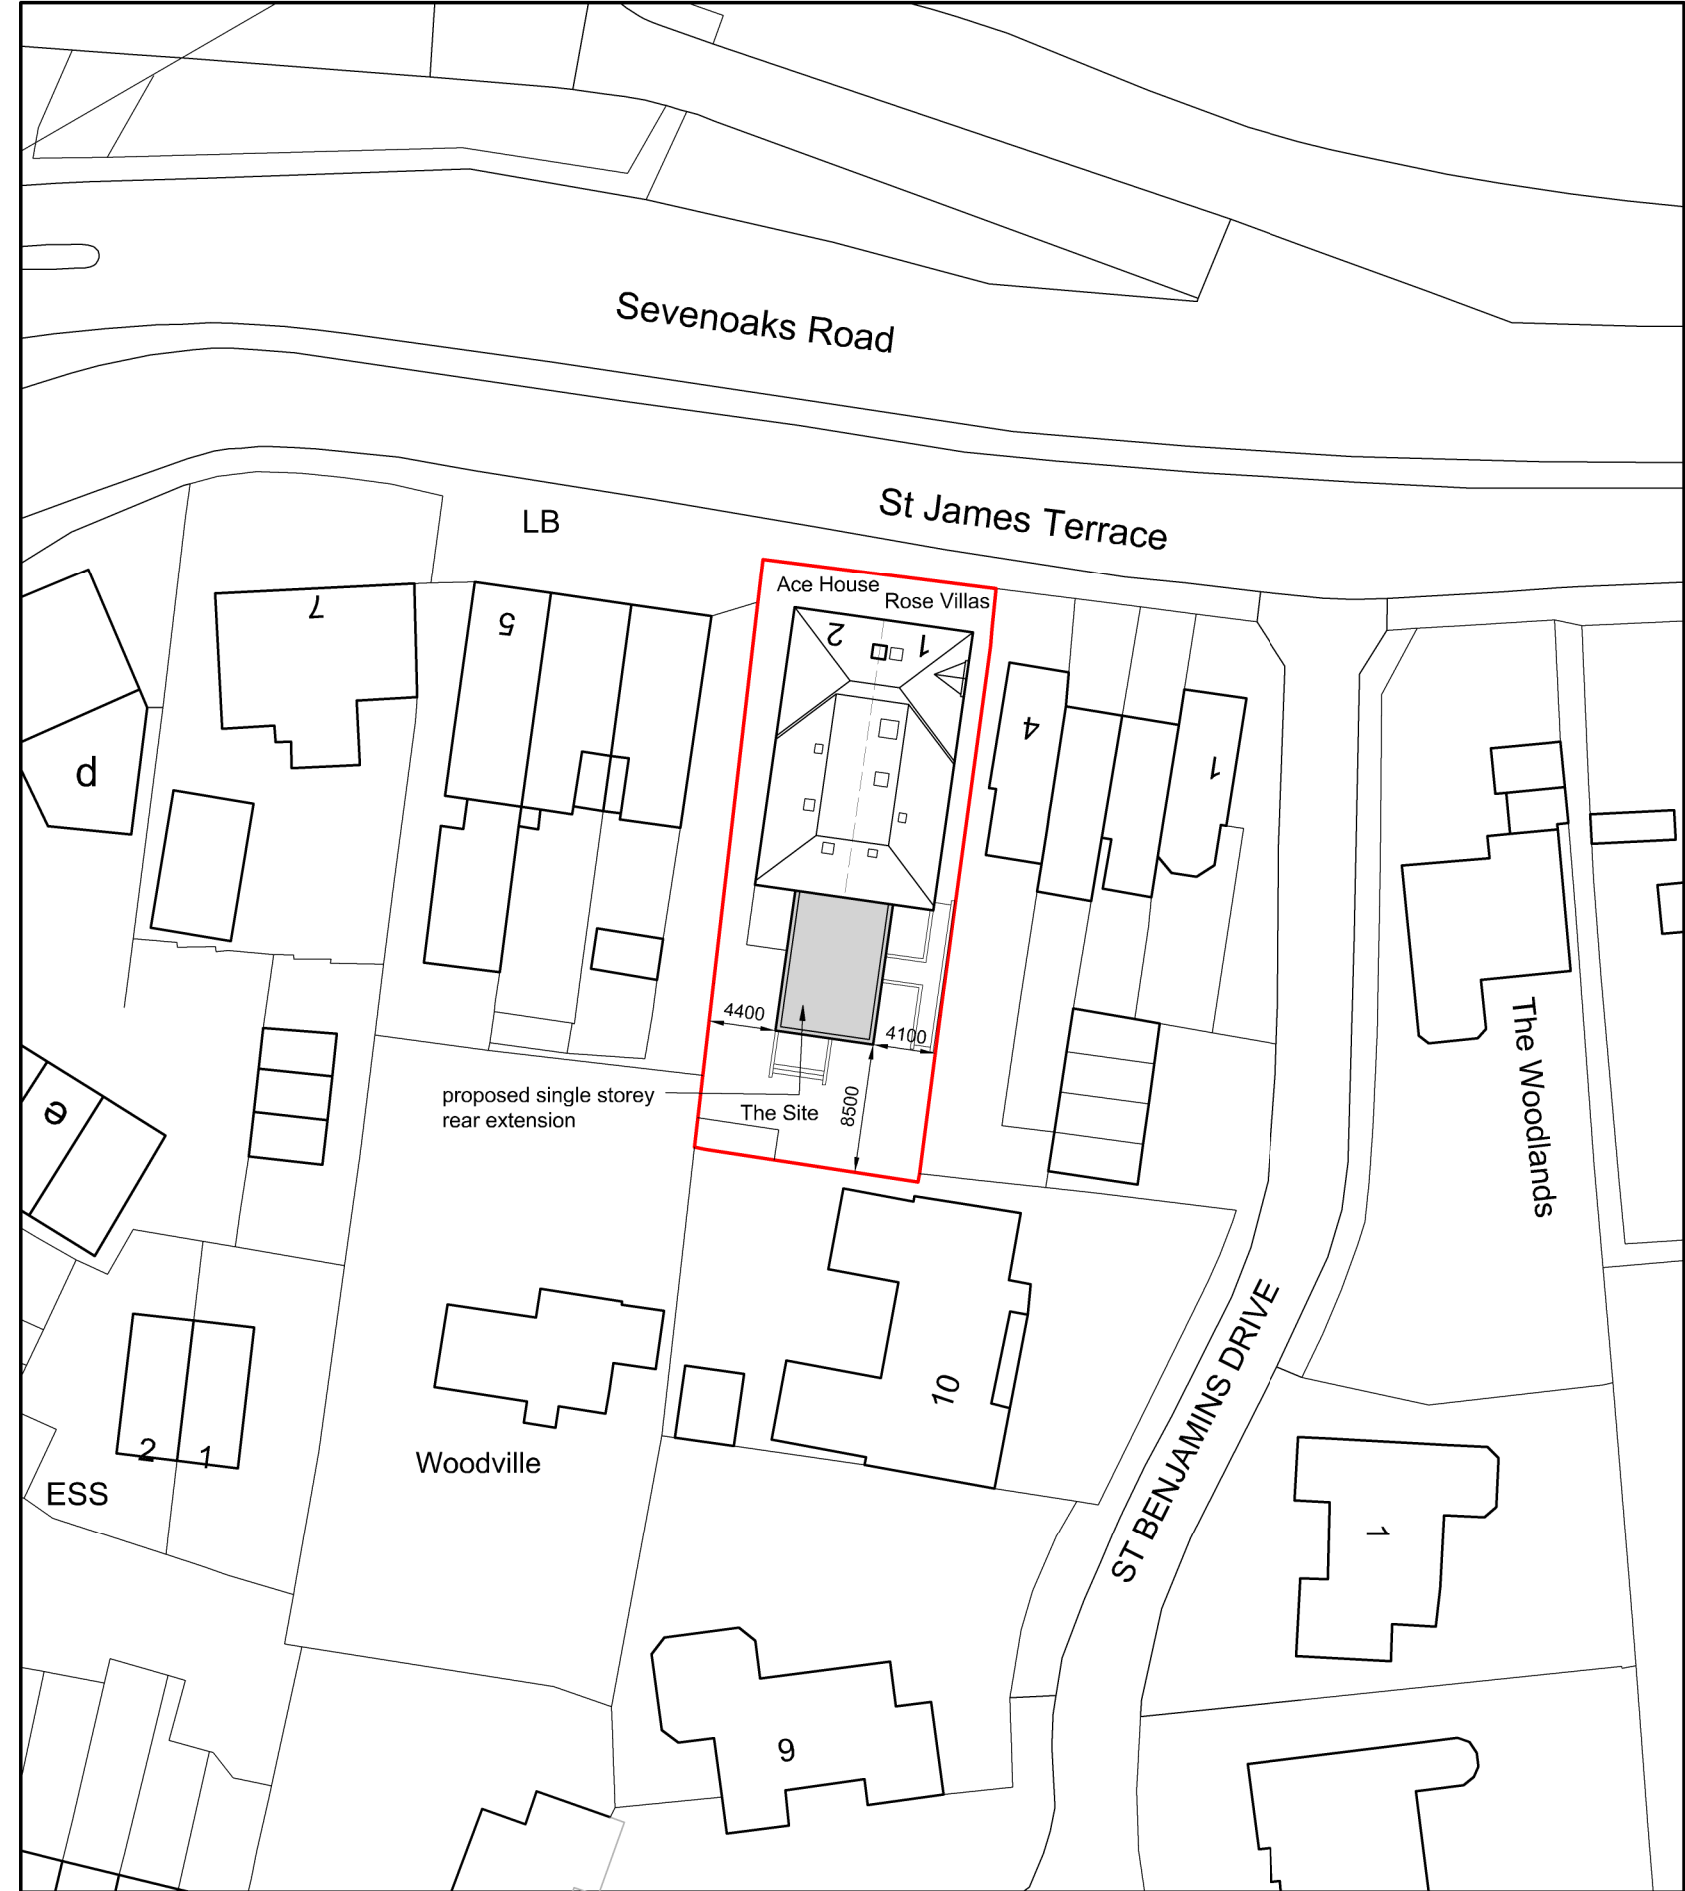 Sevenoaks Road
St James Terrace
LB
Ace House
Rose Villas
7
5
2
1
4
1
d
4400
4100
8500
proposed single storey
rear extension
The Site
The Woodlands
e
10
ST BENJAMINS DRIVE
2
1
Woodville
ESS
1
9